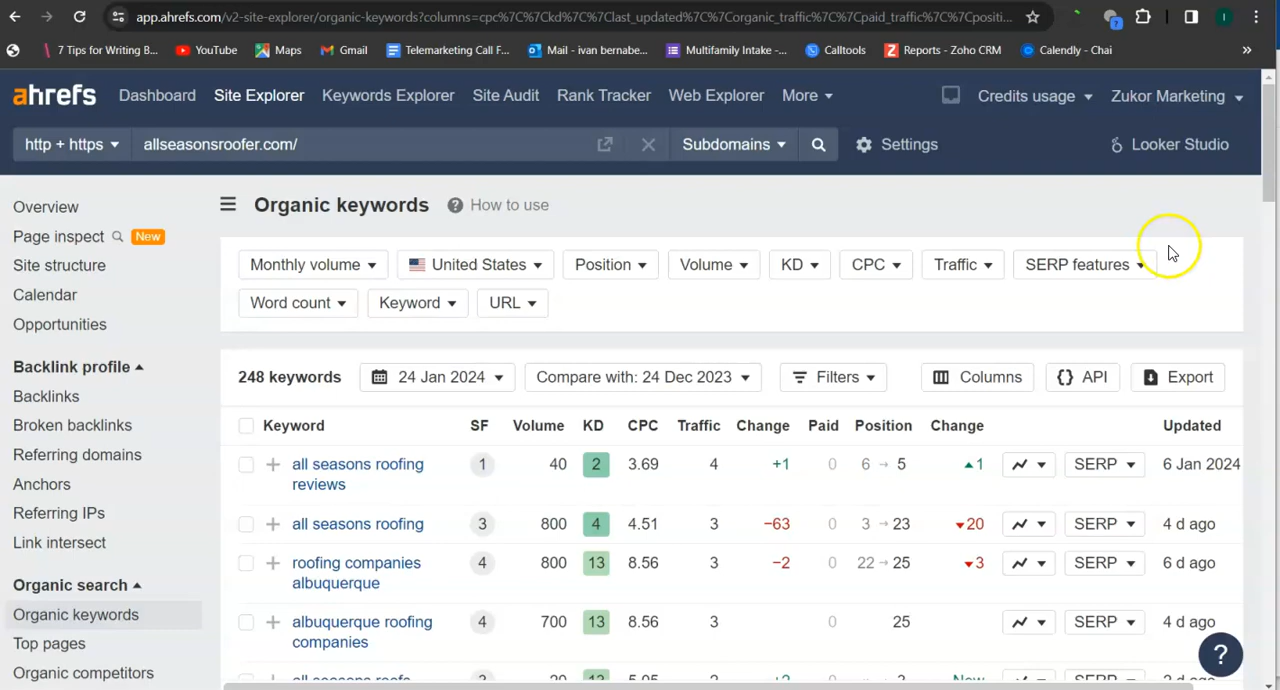 app.ahrefs.com/v2-site-explorer/organic-keywords?columns=cpc%7C%7Ckd%7C%7Clast_updated%7C%7Corganic_traffic%7C%7Cpaid_traffic%7C%7Cpositi...
7 Tips for Writing B... YouTube Maps Gmail Telemarketing Call F... Mail - ivan bernabe... Multifamily Intake -... Calltools Reports - Zoho CRM Calendly - Chai »
ahrefs Dashboard Site Explorer Keywords Explorer Site Audit Rank Tracker Web Explorer More Credits usage Zukor Marketing
http + https allseasonsroofer.com/ Subdomains Settings Looker Studio
Overview
Page inspect New
Site structure
Calendar
Opportunities
Backlink profile
Backlinks
Broken backlinks
Referring domains
Anchors
Referring IPs
Link intersect
Organic search
Organic keywords
Top pages
Organic competitors
Organic keywords ? How to use
Monthly volume United States Position Volume KD CPC Traffic SERP features
Word count Keyword URL
248 keywords 24 Jan 2024 Compare with: 24 Dec 2023 Filters Columns {} API Export
Keyword SF Volume KD CPC Traffic Change Paid Position Change Updated
all seasons roofing reviews 1 40 2 3.69 4 +1 0 6 → 5 ▲1 SERP 6 Jan 2024
all seasons roofing 3 800 4 4.51 3 −63 0 3 → 23 ▼20 SERP 4 d ago
roofing companies albuquerque 4 800 13 8.56 3 −2 0 22 → 25 ▼3 SERP 6 d ago
albuquerque roofing companies 4 700 13 8.56 3 0 25 SERP 4 d ago
?